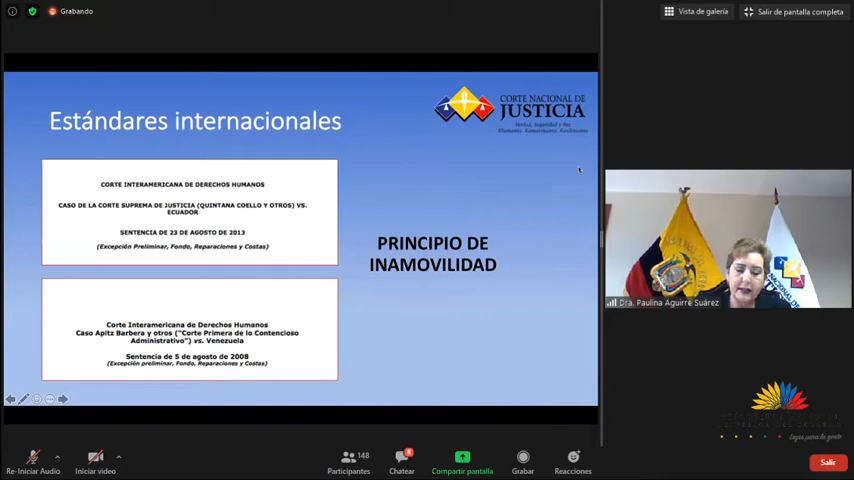 Grabando
Vista de galería
Salir de pantalla completa
Estándares internacionales
CORTE NACIONAL DE
JUSTICIA
CORTE INTERAMERICANA DE DERECHOS HUMANOS
CASO DE LA CORTE SUPREMA DE JUSTICIA (QUINTANA COELLO Y OTROS) VS.
ECUADOR
SENTENCIA DE 23 DE AGOSTO DE 2013
(Excepción Preliminar, Fondo, Reparaciones y Costas)
PRINCIPIO DE
INAMOVILIDAD
Corte Interamericana de Derechos Humanos
Caso Apitz Barbera y otros ("Corte Primera de lo Contencioso
Administrativo") vs. Venezuela
Sentencia de 5 de agosto de 2008
(Excepción preliminar, Fondo, Reparaciones y Costas)
Dra. Paulina Aguirre Suárez
148
8
Re-Iniciar Audio
Iniciar video
Participantes
Chatear
Compartir pantalla
Grabar
Reacciones
Salir